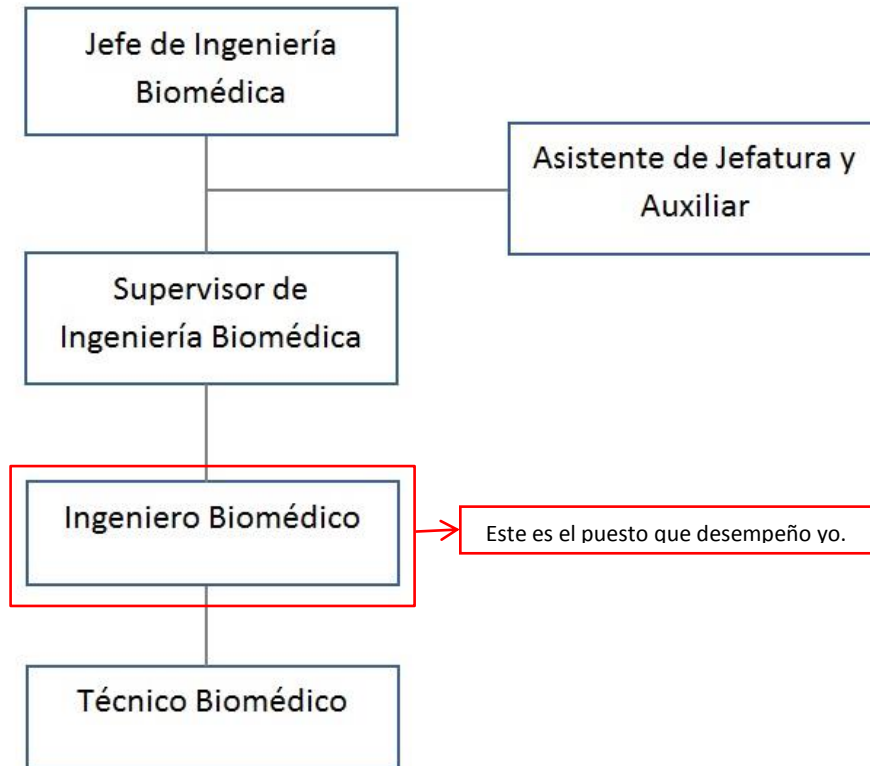 Jefe de Ingeniería
Biomédica
Asistente de Jefatura y
Auxiliar
Supervisor de
Ingeniería Biomédica
Ingeniero Biomédico
Este es el puesto que desempeño yo.
Técnico Biomédico